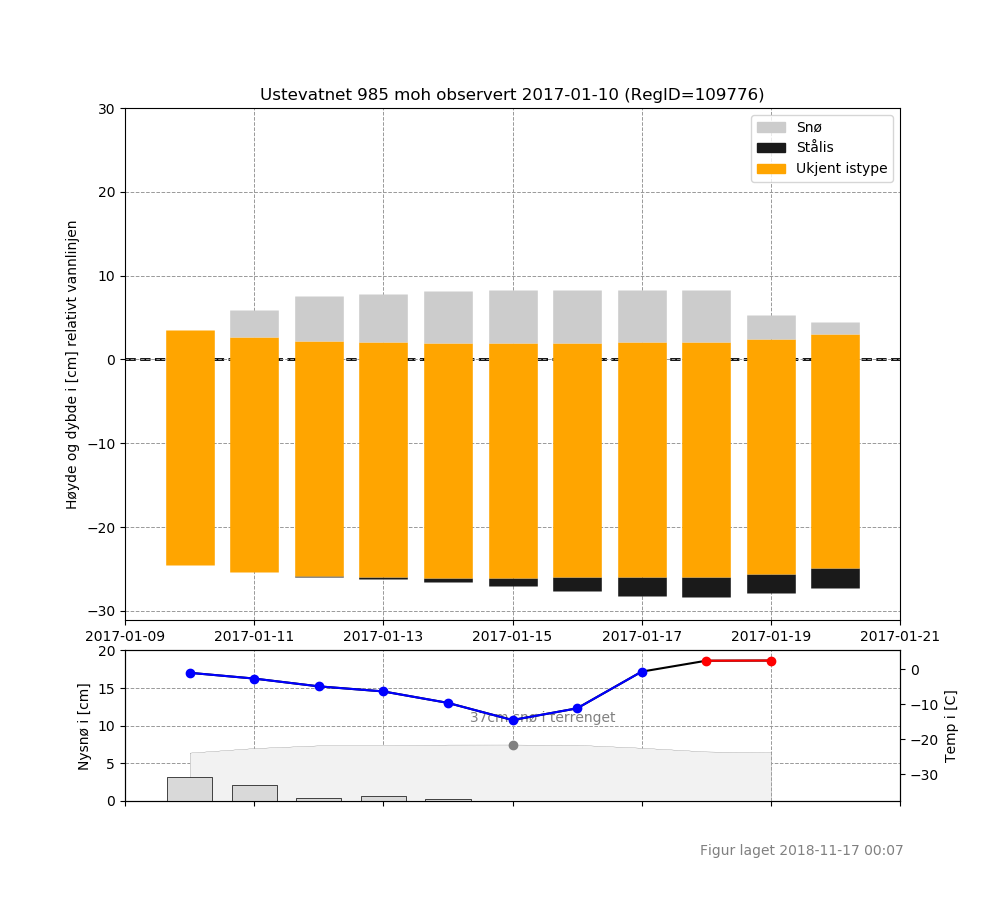 Ustevatnet 985 moh observert 2017-01-10 (RegID=109776)
Snø
Stålis
Ukjent istype
Høyde og dybde i [cm] relativt vannlinjen
30
20
10
0
−10
−20
−30
2017-01-09 2017-01-11 2017-01-13 2017-01-15 2017-01-17 2017-01-19 2017-01-21
Nysnø i [cm]
20
15
10
5
0
37cm snø i terrenget
0
−10
−20
−30
Temp i [C]
Figur laget 2018-11-17 00:07